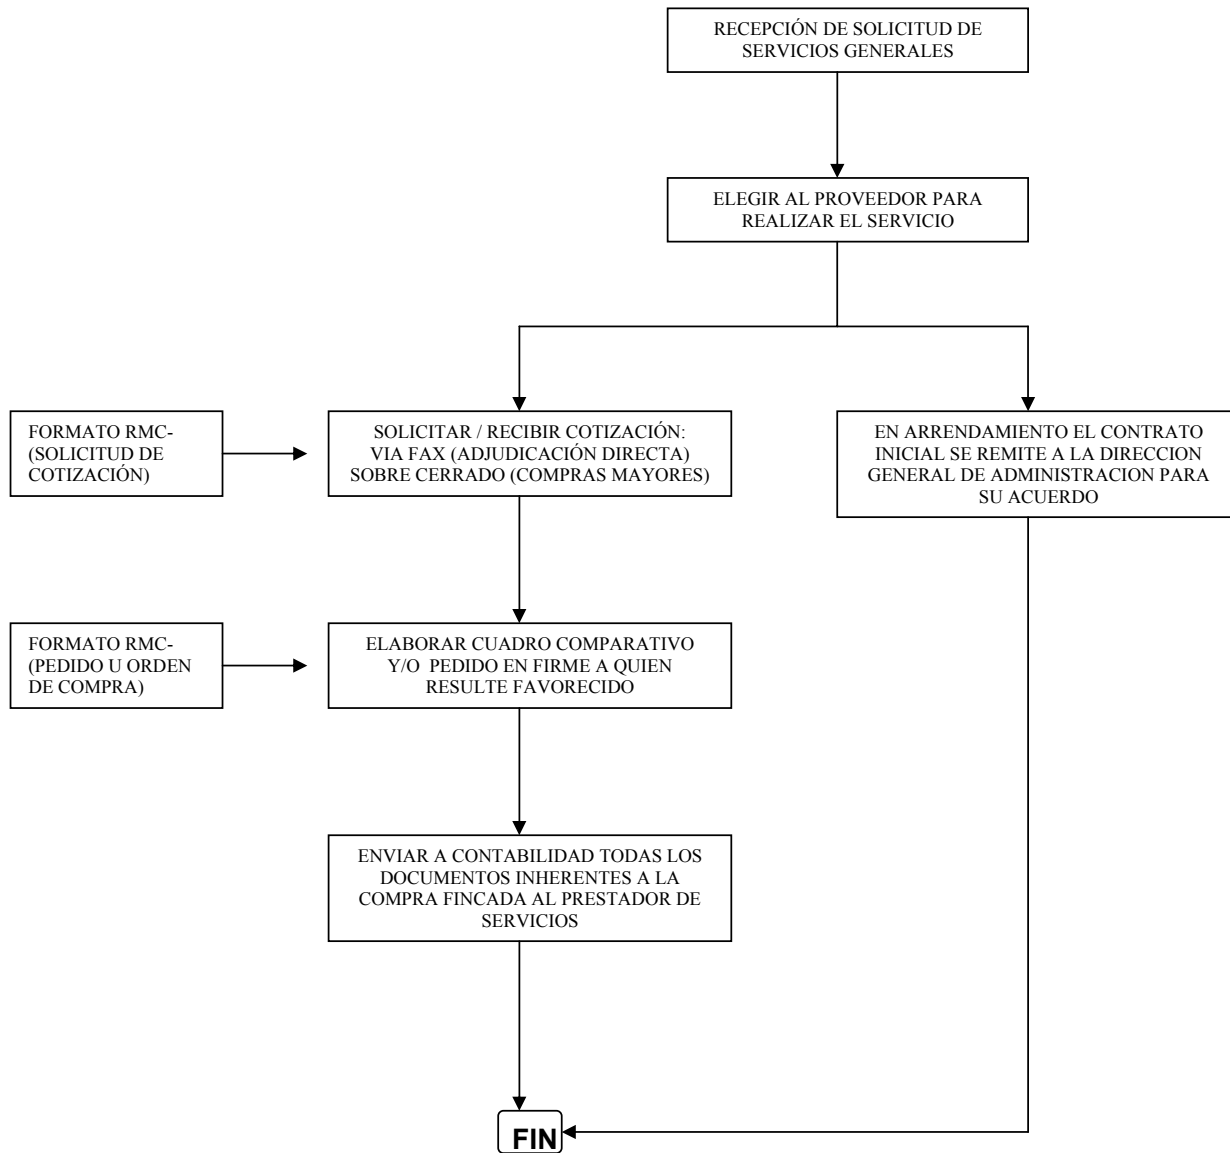 RECEPCIÓN DE SOLICITUD DE
SERVICIOS GENERALES
ELEGIR AL PROVEEDOR PARA
REALIZAR EL SERVICIO
FORMATO RMC-
(SOLICITUD DE
COTIZACIÓN)
SOLICITAR / RECIBIR COTIZACIÓN:
VIA FAX (ADJUDICACIÓN DIRECTA)
SOBRE CERRADO (COMPRAS MAYORES)
EN ARRENDAMIENTO EL CONTRATO
INICIAL SE REMITE A LA DIRECCION
GENERAL DE ADMINISTRACION PARA
SU ACUERDO
FORMATO RMC-
(PEDIDO U ORDEN
DE COMPRA)
ELABORAR CUADRO COMPARATIVO
Y/O PEDIDO EN FIRME A QUIEN
RESULTE FAVORECIDO
ENVIAR A CONTABILIDAD TODAS LOS
DOCUMENTOS INHERENTES A LA
COMPRA FINCADA AL PRESTADOR DE
SERVICIOS
FIN